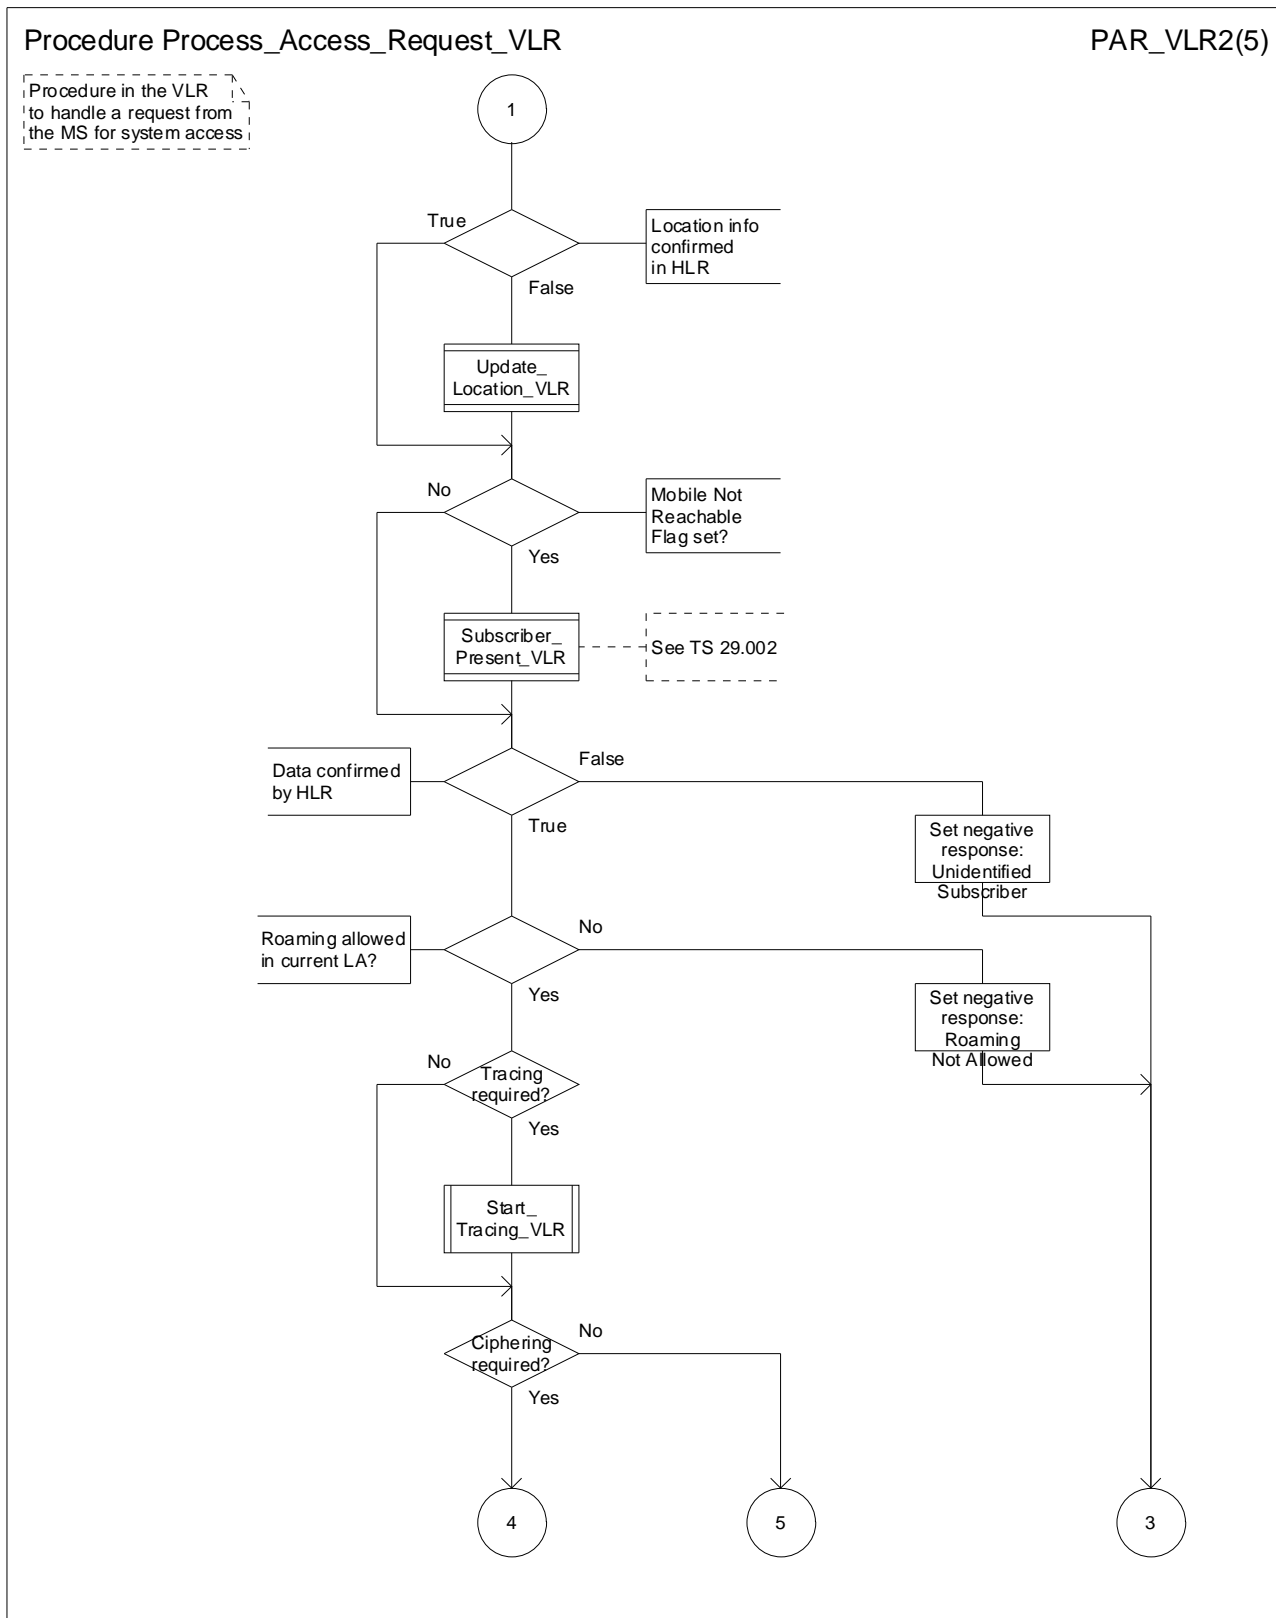 Procedure Process_Access_Request_VLR
PAR_VLR2(5)
Procedure in the VLR
to handle a request from
the MS for system access
1
True
Location info
confirmed
in HLR
False
Update_
Location_VLR
No
Mobile Not
Reachable
Flag set?
Yes
Subscriber_
Present_VLR
See TS 29.002
Data confirmed
by HLR
False
True
Set negative
response:
Unidentified
Subscriber
Roaming allowed
in current LA?
No
Yes
Set negative
response:
Roaming
Not Allowed
No
Tracing
required?
Yes
Start_
Tracing_VLR
Ciphering
required?
No
Yes
4
5
3